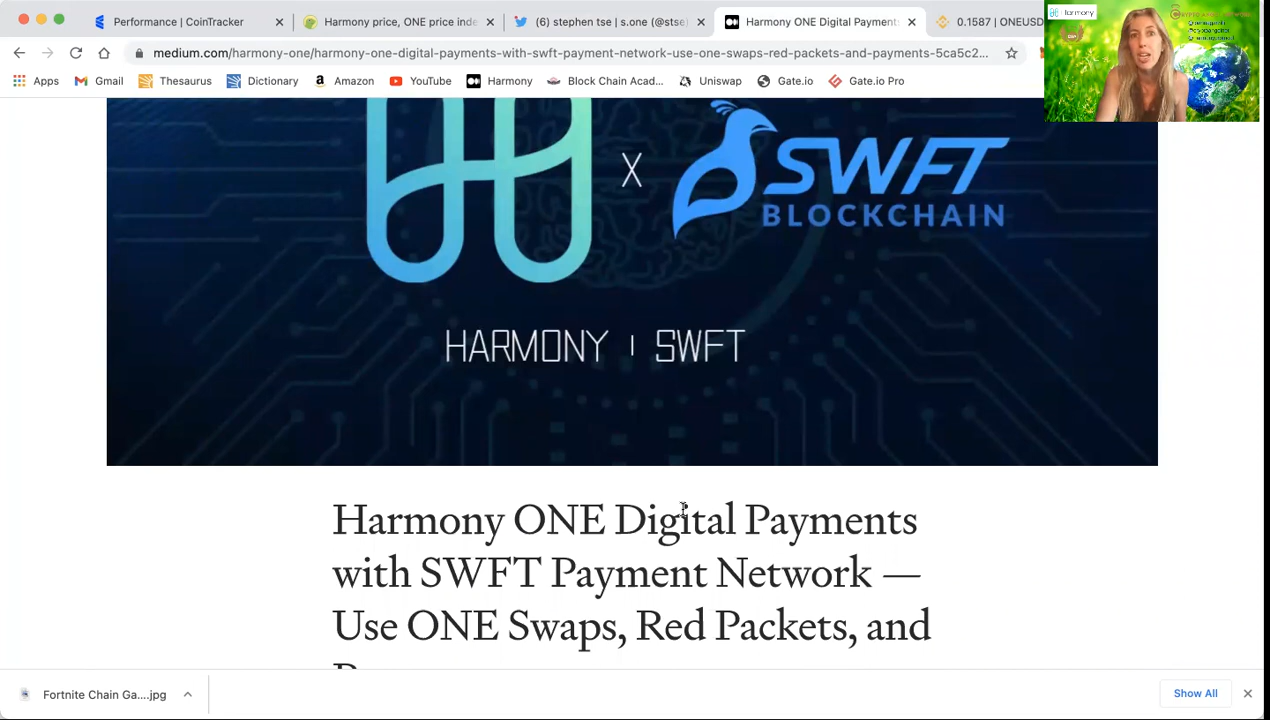 Performance | CoinTracker
Harmony price, ONE price inde
(6) stephen tse | s.one (@stse)
Harmony ONE Digital Payments
0.1587 | ONEUSD
medium.com/harmony-one/harmony-one-digital-payments-with-swft-payment-network-use-one-swaps-red-packets-and-payments-5ca5c2...
Apps
Gmail
Thesaurus
Dictionary
Amazon
YouTube
Harmony
Block Chain Acad...
Uniswap
Gate.io
Gate.io Pro
Harmony
X
SWFT
BLOCKCHAIN
HARMONY | SWFT
Harmony ONE Digital Payments
with SWFT Payment Network —
Use ONE Swaps, Red Packets, and
Fortnite Chain Ga....jpg
Show All